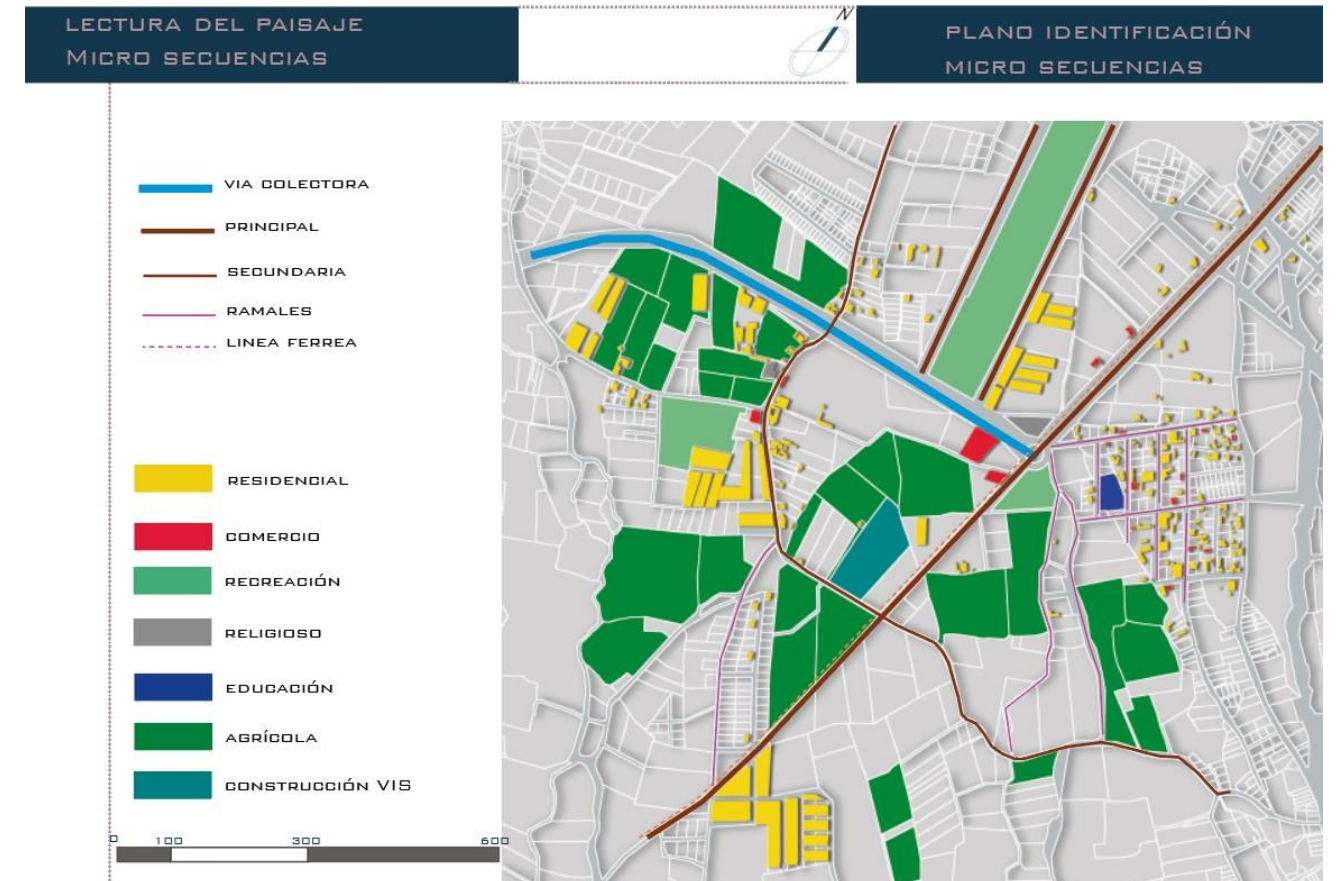 LECTURA DEL PAISAJE
MICRO SECUENCIAS
N
PLANO IDENTIFICACIÓN
MICRO SECUENCIAS
VIA COLECTORA
PRINCIPAL
SECUNDARIA
RAMALES
LINEA FERREA
RESIDENCIAL
COMERCIO
RECREACIÓN
RELIGIOSO
EDUCACIÓN
AGRÍCOLA
CONSTRUCCIÓN VIS
0 100 300 600